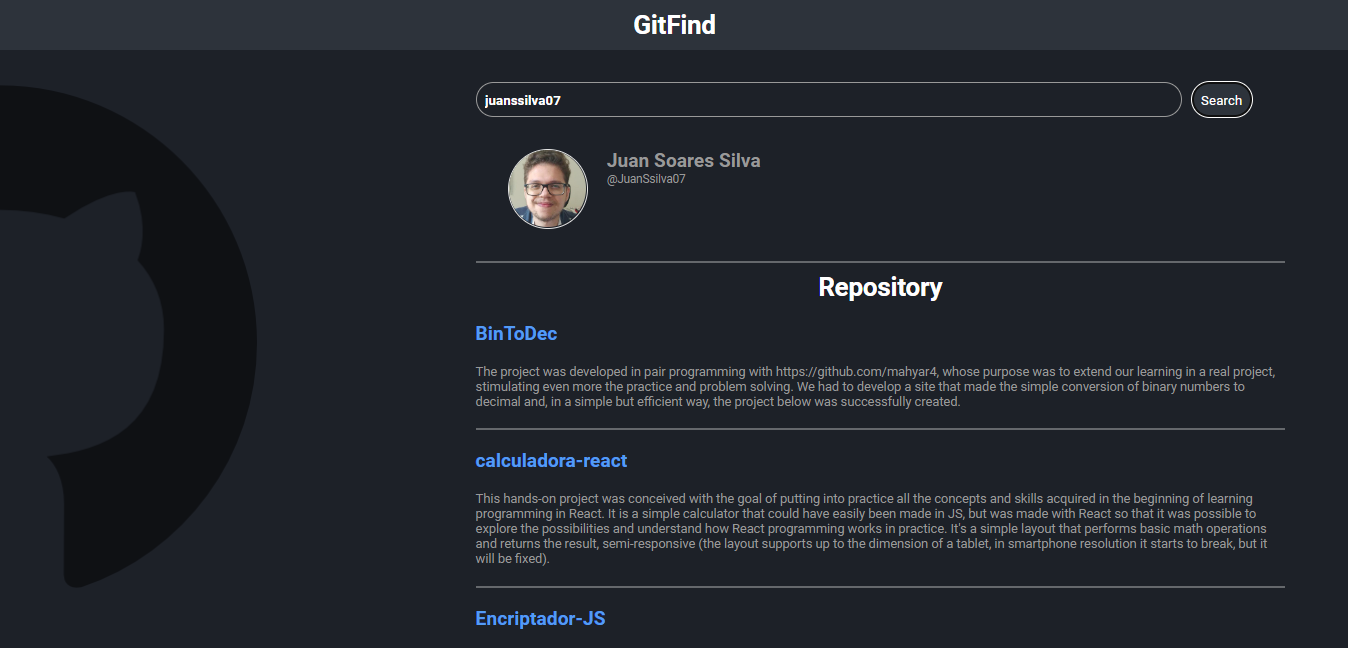 GitFind
juanssilva07
Search
Juan Soares Silva
@JuanSsilva07
Repository
BinToDec
The project was developed in pair programming with https://github.com/mahyar4, whose purpose was to extend our learning in a real project,
stimulating even more the practice and problem solving. We had to develop a site that made the simple conversion of binary numbers to
decimal and, in a simple but efficient way, the project below was successfully created.
calculadora-react
This hands-on project was conceived with the goal of putting into practice all the concepts and skills acquired in the beginning of learning
programming in React. It is a simple calculator that could have easily been made in JS, but was made with React so that it was possible to
explore the possibilities and understand how React programming works in practice. It's a simple layout that performs basic math operations
and returns the result, semi-responsive (the layout supports up to the dimension of a tablet, in smartphone resolution it starts to break, but it
will be fixed).
Encriptador-JS